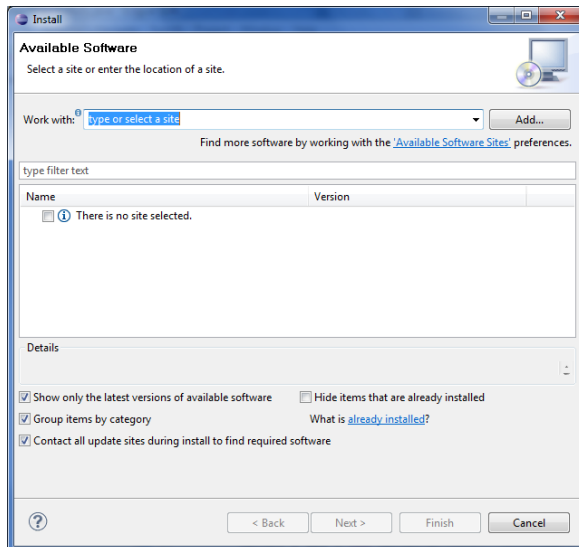 Install
Available Software
Select a site or enter the location of a site.
Work with: type or select a site Add...
Find more software by working with the 'Available Software Sites' preferences.
type filter text
Name Version
There is no site selected.
Details
Show only the latest versions of available software Hide items that are already installed
Group items by category What is already installed?
Contact all update sites during install to find required software
? < Back Next > Finish Cancel